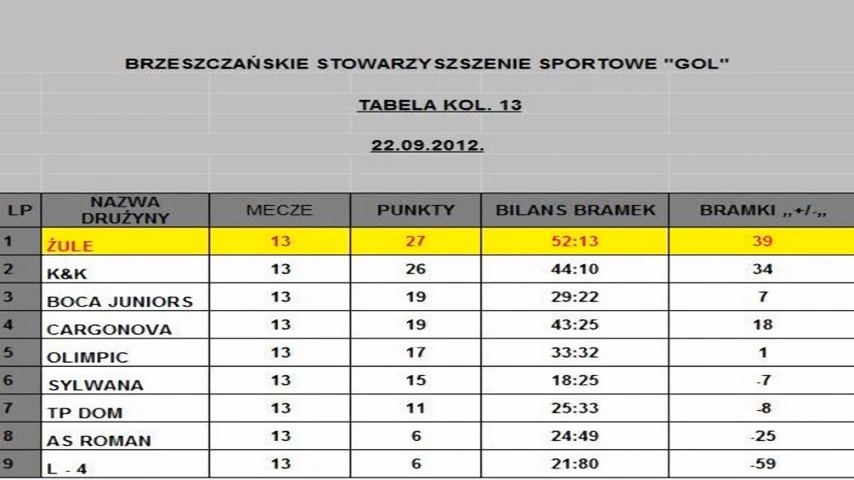 BRZESZCZAŃSKIE STOWARZYSZSZENIE SPORTOWE "GOL"
TABELA KOL. 13
22.09.2012.
LP NAZWA DRUŻYNY MECZE PUNKTY BILANS BRAMEK BRAMKI „+/-„
1 ŻULE 13 27 52:13 39
2 K&K 13 26 44:10 34
3 BOCA JUNIORS 13 19 29:22 7
4 CARGONOVA 13 19 43:25 18
5 OLIMPIC 13 17 33:32 1
6 SYLWANA 13 15 18:25 -7
7 TP DOM 13 11 25:33 -8
8 AS ROMAN 13 6 24:49 -25
9 L - 4 13 6 21:80 -59